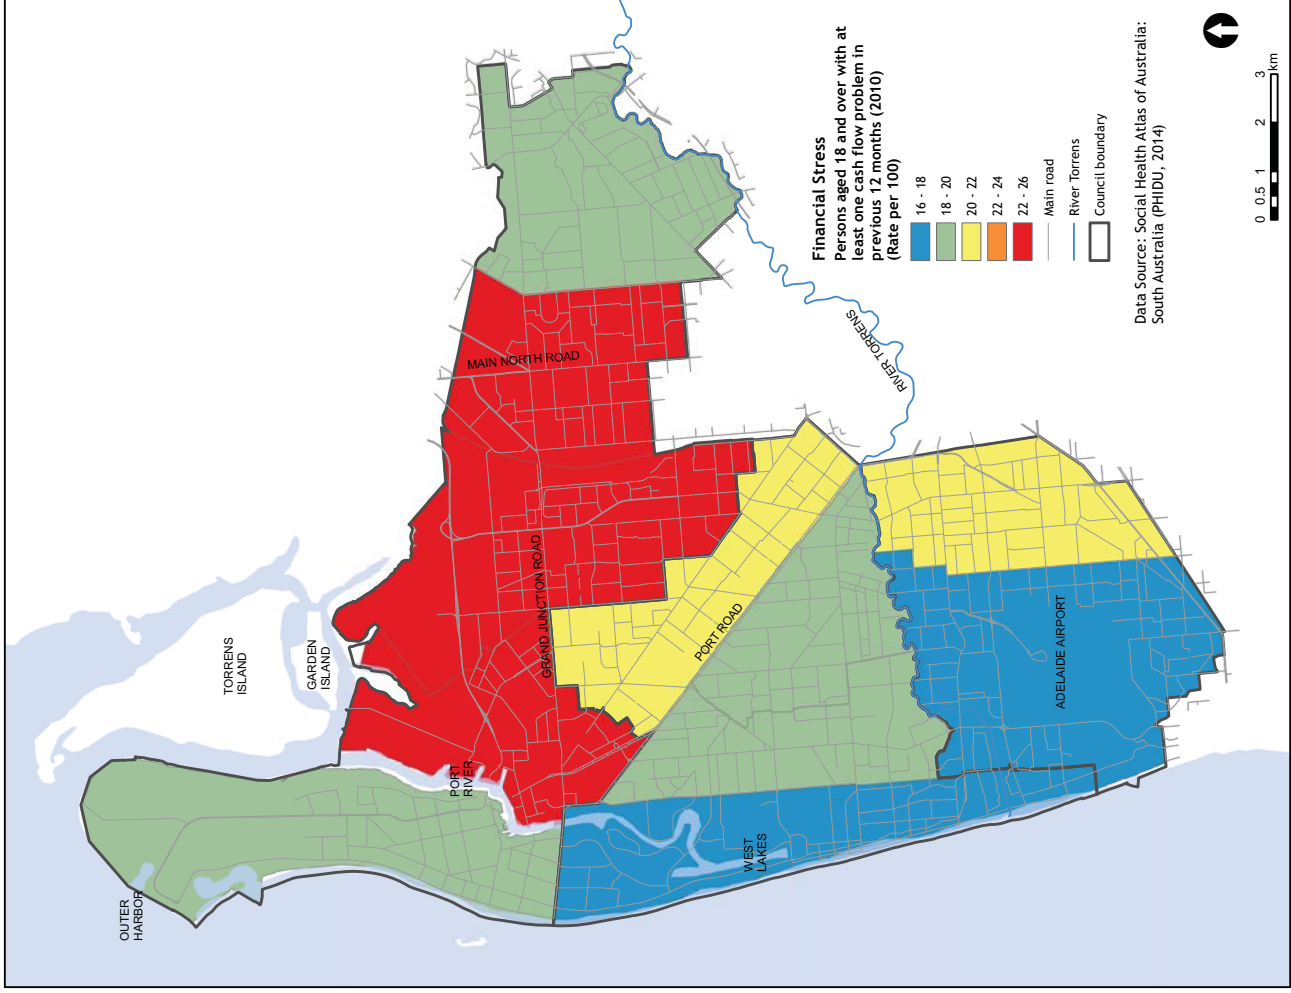 OUTER
HARBOR
TORRENS
ISLAND
GARDEN
ISLAND
PORT
RIVER
MAIN NORTH ROAD
GRAND JUNCTION ROAD
PORT ROAD
WEST
LAKES
ADELAIDE AIRPORT
RIVER TORRENS
Financial Stress
Persons aged 18 and over with at
least one cash flow problem in
previous 12 months (2010)
(Rate per 100)
16 - 18
18 - 20
20 - 22
22 - 24
22 - 26
Main road
River Torrens
Council boundary
Data Source: Social Health Atlas of Australia:
South Australia (PHIDU, 2014)
0 0.5 1 2 3
km